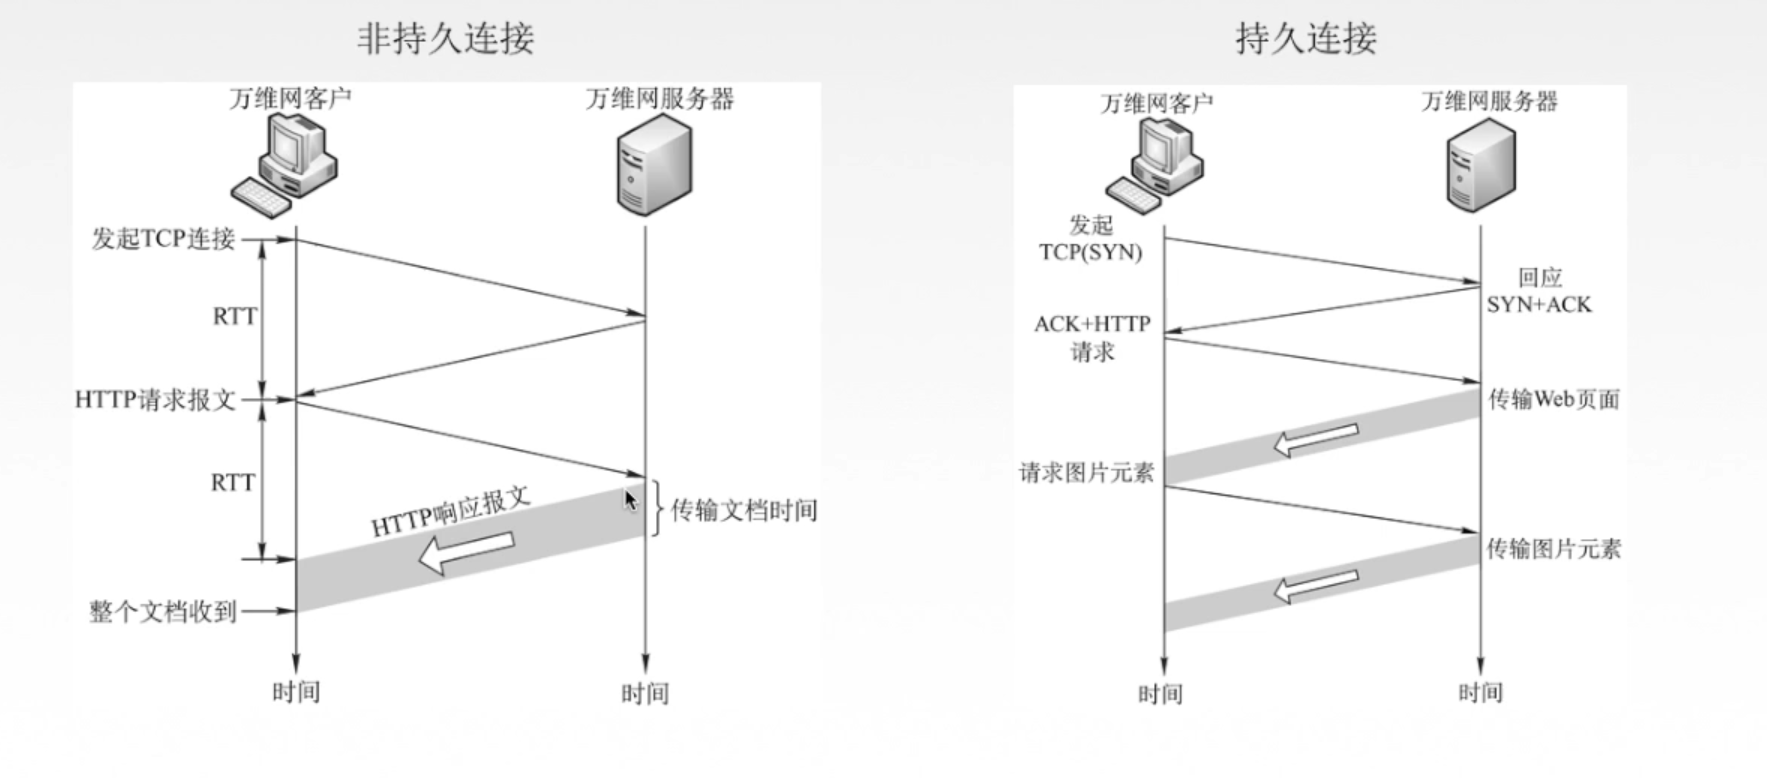 非持久连接
万维网客户
万维网服务器
发起TCP连接
RTT
HTTP请求报文
RTT
HTTP响应报文
传输文档时间
整个文档收到
时间
时间
持久连接
万维网客户
万维网服务器
发起
TCP(SYN)
回应
SYN+ACK
ACK+HTTP
请求
传输Web页面
请求图片元素
传输图片元素
时间
时间